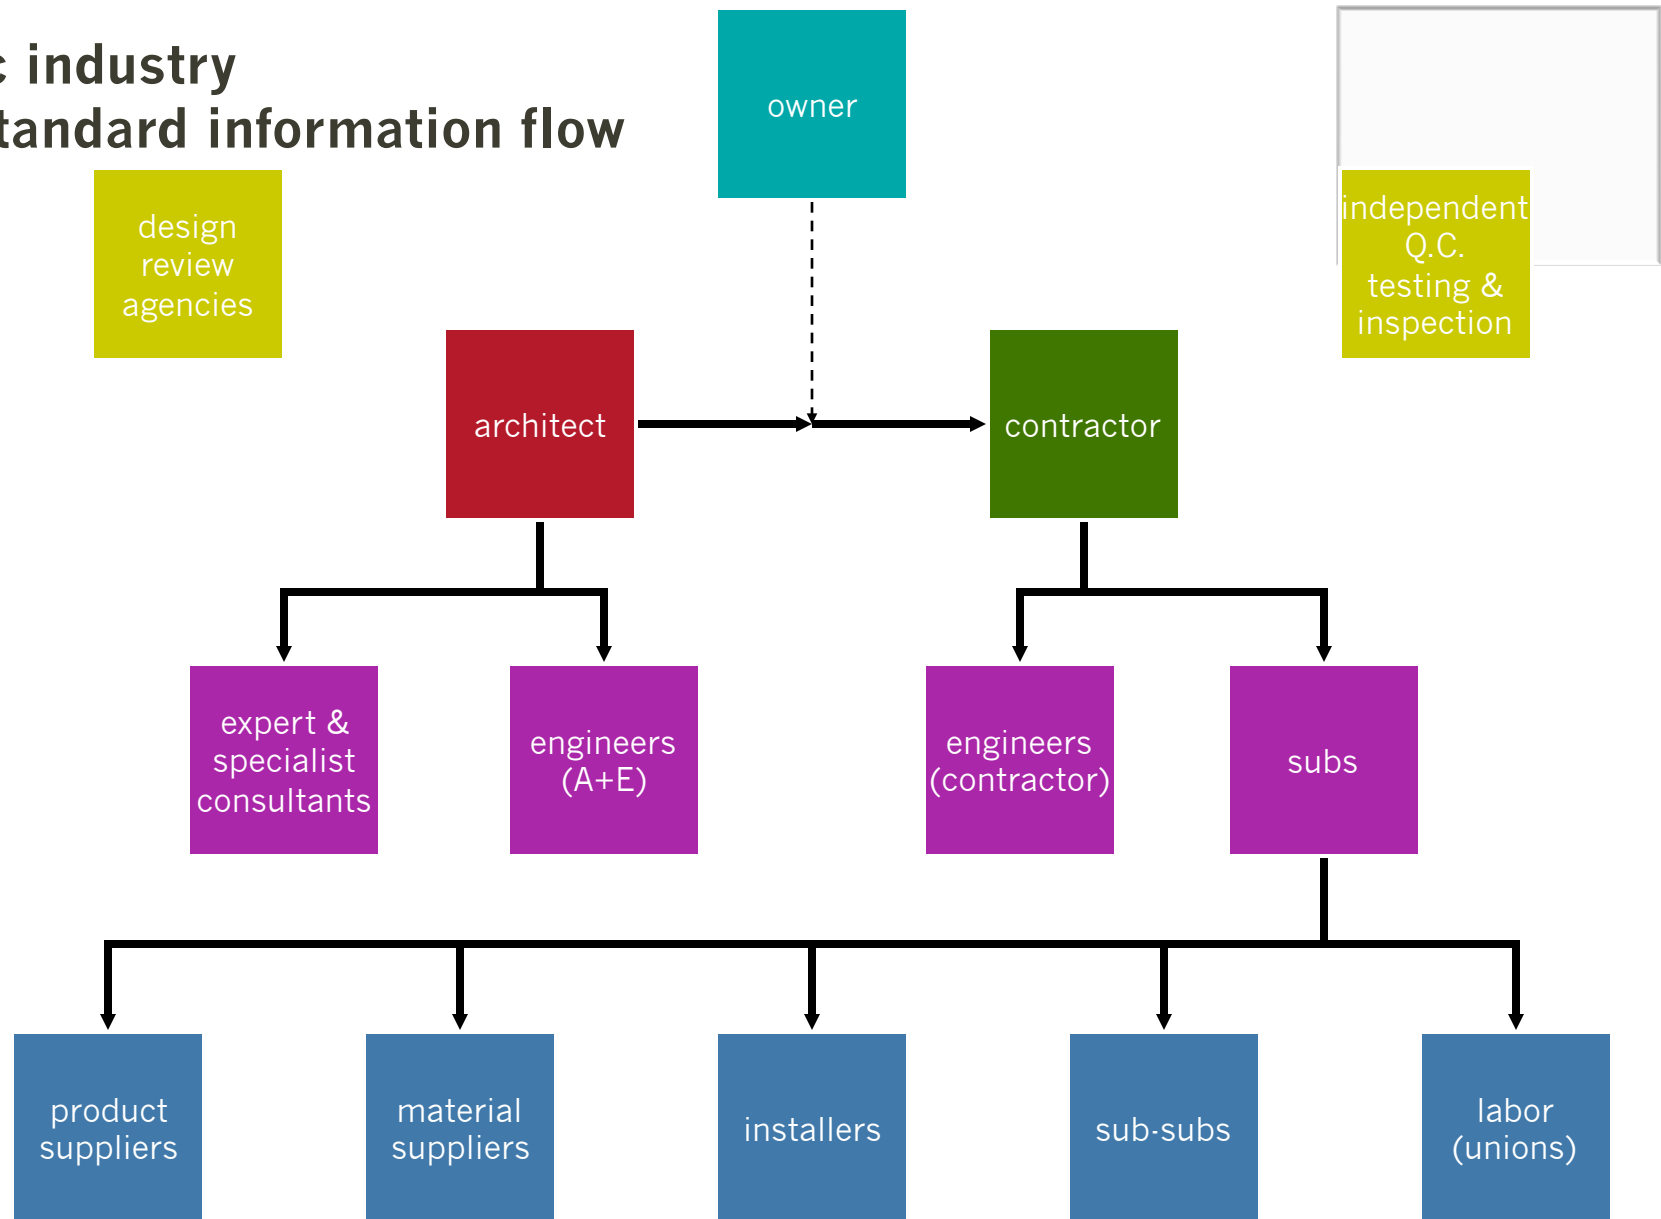 c industry
tandard information flow
owner
design
review
agencies
independent
Q.C.
testing &
inspection
architect
contractor
expert &
specialist
consultants
engineers
(A+E)
engineers
(contractor)
subs
product
suppliers
material
suppliers
installers
sub-subs
labor
(unions)